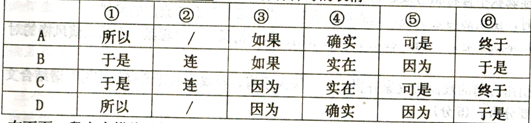 ① ② ③ ④ ⑤ ⑥
A 所以 / 如果 确实 可是 终于
B 于是 连 如果 实在 因为 于是
C 于是 连 因为 实在 可是 终于
D 所以 / 因为 确实 因为 于是